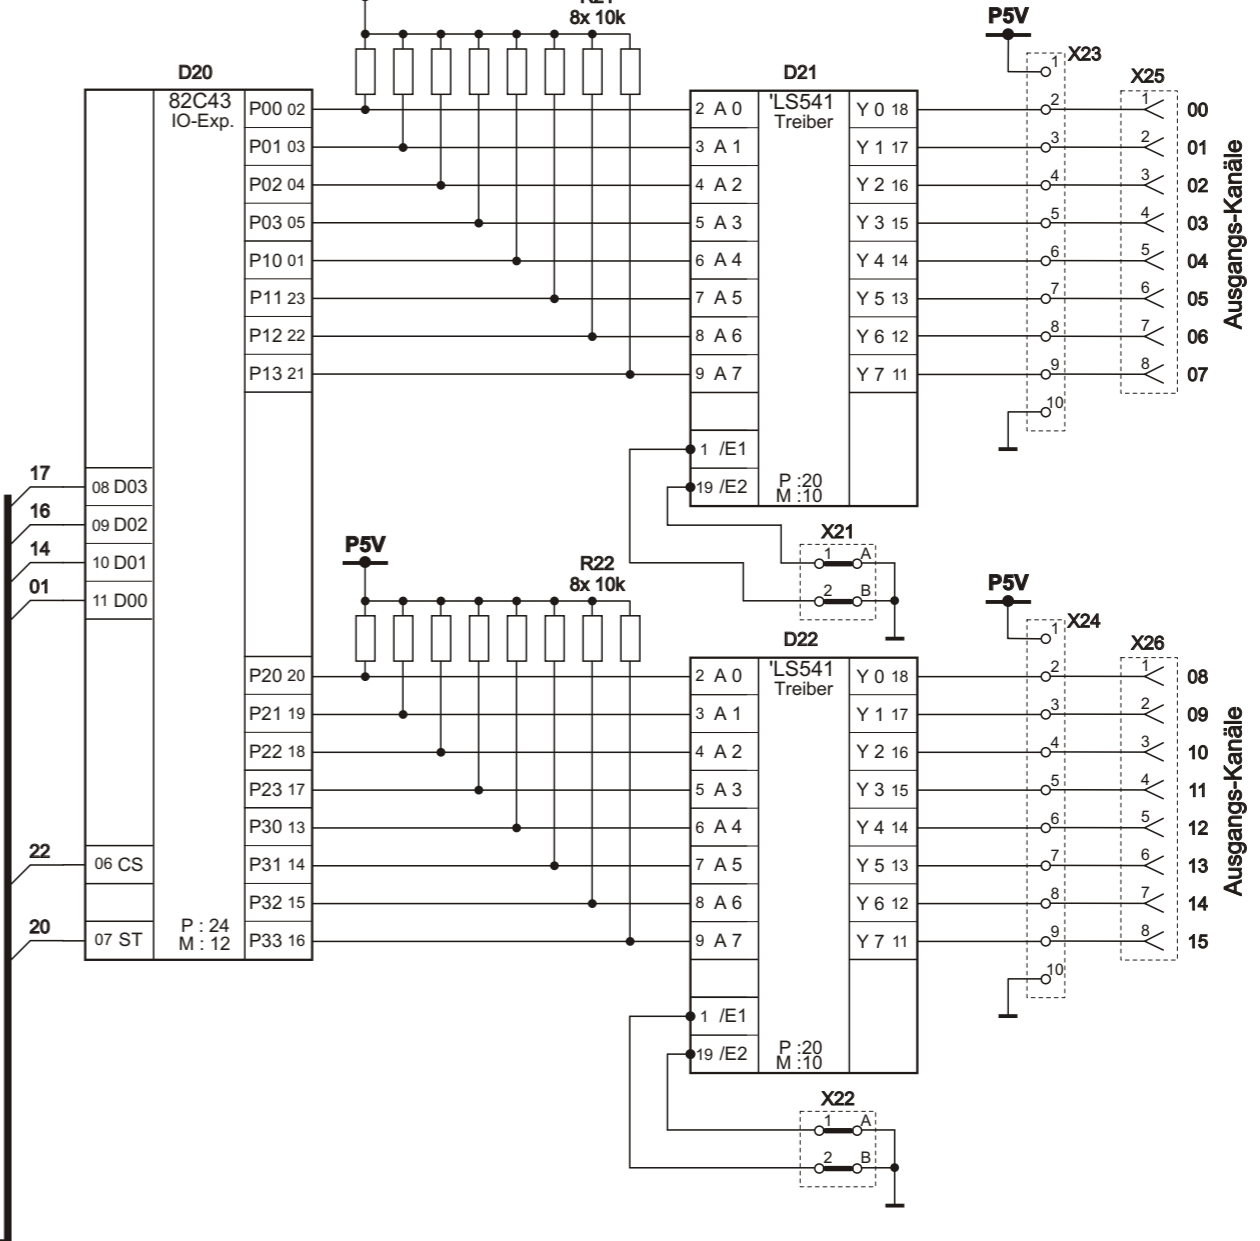 R21
8x 10k
P5V
D20
82C43
IO-Exp.
P00 02
P01 03
P02 04
P03 05
P10 01
P11 23
P12 22
P13 21
17
08 D03
16
09 D02
14
10 D01
01
11 D00
P20 20
P21 19
P22 18
P23 17
P30 13
P31 14
P32 15
P33 16
22
06 CS
20
07 ST
P : 24
M : 12
D21
'LS541
Treiber
2 A 0
3 A 1
4 A 2
5 A 3
6 A 4
7 A 5
8 A 6
9 A 7
1 /E1
19 /E2
Y 0 18
Y 1 17
Y 2 16
Y 3 15
Y 4 14
Y 5 13
Y 6 12
Y 7 11
P :20
M :10
X23
1
2
3
4
5
6
7
8
9
10
X25
1
2
3
4
5
6
7
8
00
01
02
03
04
05
06
07
Ausgangs-Kanäle
X21
1 A
2 B
P5V
R22
8x 10k
P5V
D22
'LS541
Treiber
2 A 0
3 A 1
4 A 2
5 A 3
6 A 4
7 A 5
8 A 6
9 A 7
1 /E1
19 /E2
Y 0 18
Y 1 17
Y 2 16
Y 3 15
Y 4 14
Y 5 13
Y 6 12
Y 7 11
P :20
M :10
X24
1
2
3
4
5
6
7
8
9
10
X26
1
2
3
4
5
6
7
8
08
09
10
11
12
13
14
15
Ausgangs-Kanäle
X22
1 A
2 B